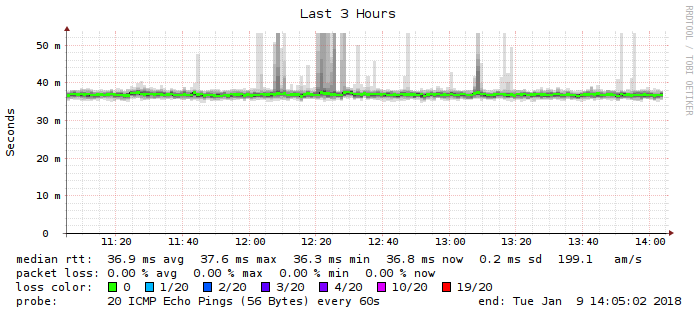 Last 3 Hours
RRDTOOL / TOBI OETIKER
Seconds
50 m
40 m
30 m
20 m
10 m
0
11:20 11:40 12:00 12:20 12:40 13:00 13:20 13:40 14:00
median rtt: 36.9 ms avg 37.6 ms max 36.3 ms min 36.8 ms now 0.2 ms sd 199.1 am/s
packet loss: 0.00 % avg 0.00 % max 0.00 % min 0.00 % now
loss color: 0 1/20 2/20 3/20 4/20 10/20 19/20
probe: 20 ICMP Echo Pings (56 Bytes) every 60s end: Tue Jan 9 14:05:02 2018